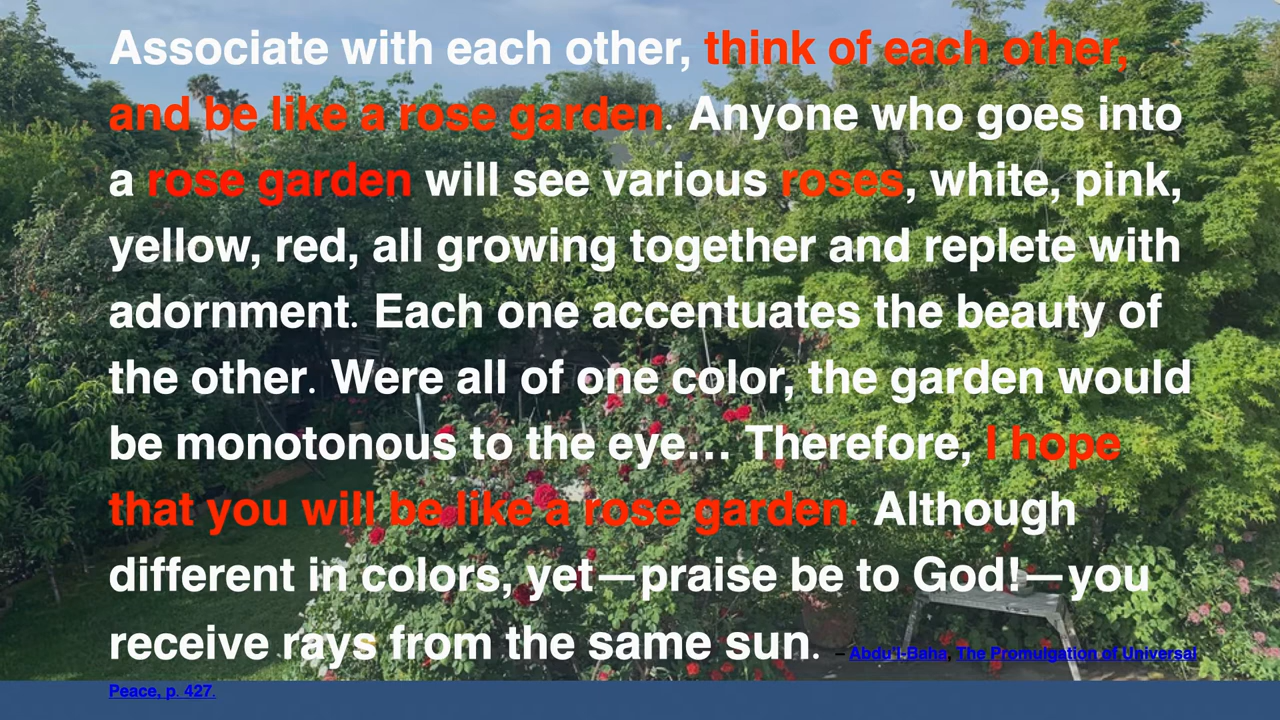 Associate with each other, think of each other,
and be like a rose garden. Anyone who goes into
a rose garden will see various roses, white, pink,
yellow, red, all growing together and replete with
adornment. Each one accentuates the beauty of
the other. Were all of one color, the garden would
be monotonous to the eye… Therefore, I hope
that you will be like a rose garden. Although
different in colors, yet—praise be to God!—you
receive rays from the same sun. – Abdu'l-Baha, The Promulgation of Universal
Peace, p. 427.